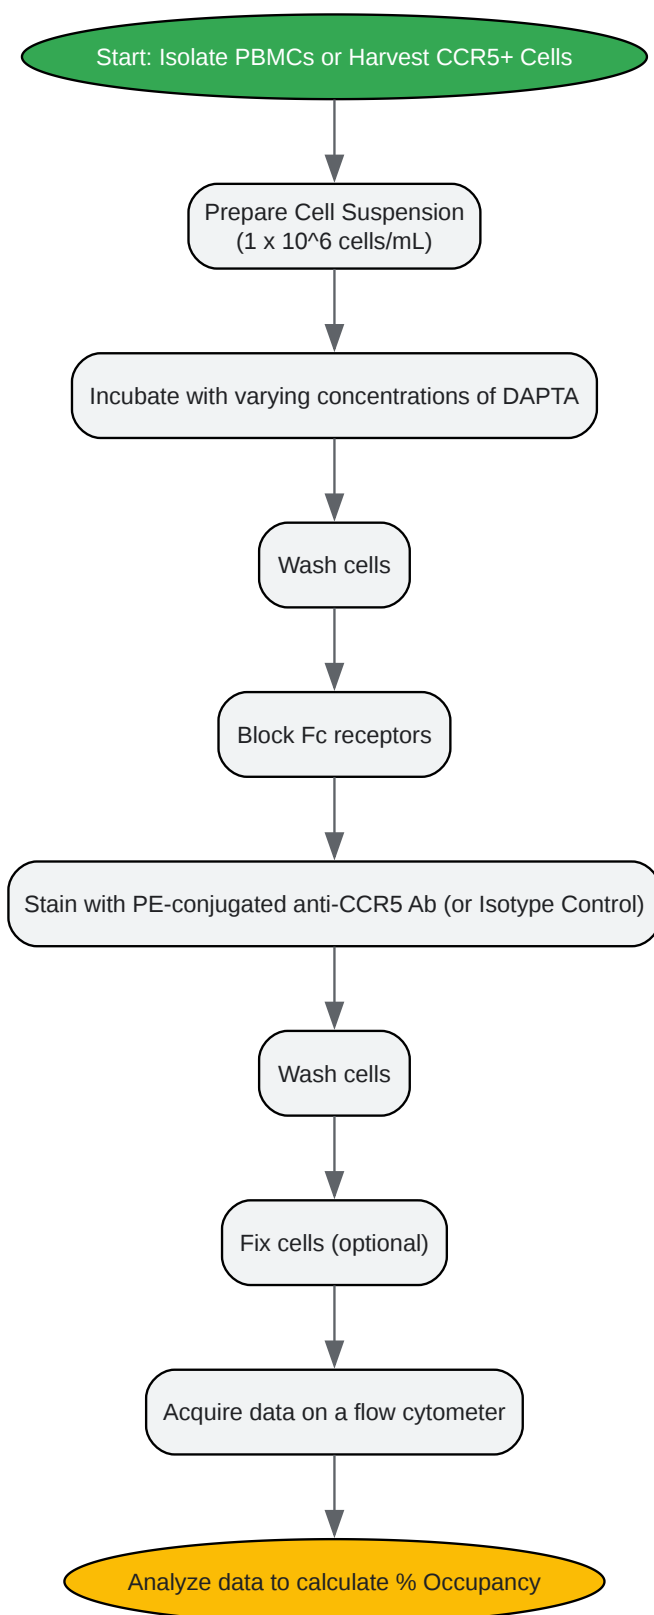 Start: Isolate PBMCs or Harvest CCR5+ Cells
Prepare Cell Suspension
(1 x 10^6 cells/mL)
Incubate with varying concentrations of DAPTA
Wash cells
Block Fc receptors
Stain with PE-conjugated anti-CCR5 Ab (or Isotype Control)
Wash cells
Fix cells (optional)
Acquire data on a flow cytometer
Analyze data to calculate % Occupancy